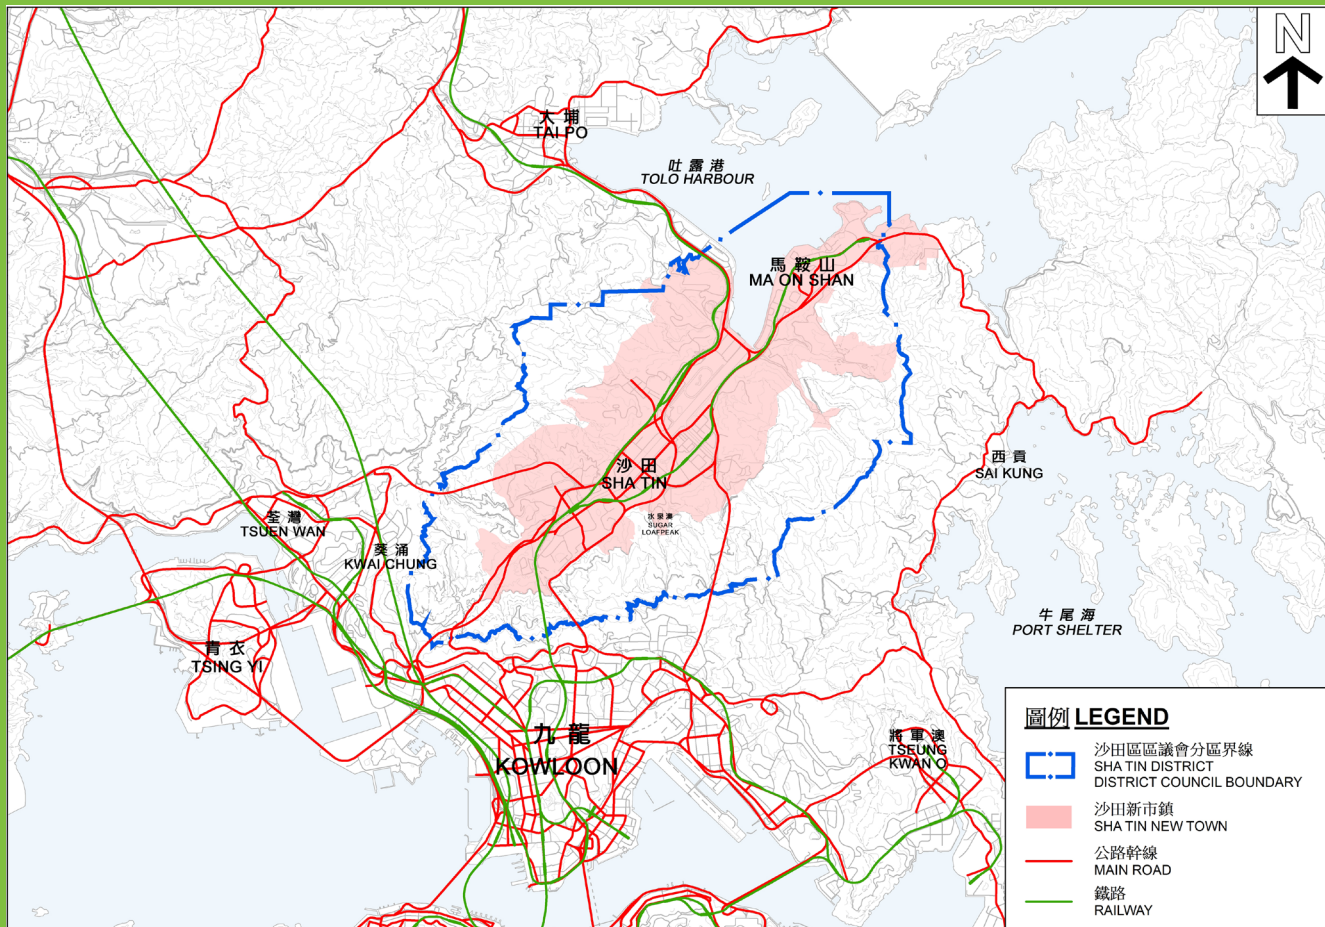 N
大埔
TAI PO
吐露港
TOLO HARBOUR
馬鞍山
MA ON SHAN
沙田
SHA TIN
西貢
SAI KUNG
水泉澳
SUGAR
LOAFPEAK
荃灣
TSUEN WAN
葵涌
KWAI CHUNG
牛尾海
PORT SHELTER
青衣
TSING YI
九龍
KOWLOON
將軍澳
TSEUNG
KWAN O
圖例 LEGEND
沙田區區議會分區界線
SHA TIN DISTRICT
DISTRICT COUNCIL BOUNDARY
沙田新市鎮
SHA TIN NEW TOWN
公路幹線
MAIN ROAD
鐵路
RAILWAY